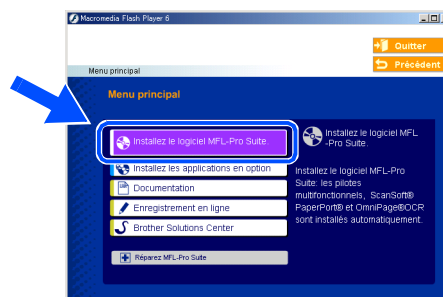 Macromedia Flash Player 6
Quitter
Précédent
Menu principal
Menu principal
Installez le logiciel MFL-Pro Suite.
Installez les applications en option
Documentation
Enregistrement en ligne
Brother Solutions Center
Réparez MFL-Pro Suite
Installez le logiciel MFL
-Pro Suite.
Installez le logiciel MFL-Pro
Suite: les pilotes
multifonctionnels, ScanSoft®
PaperPort® et OmniPage®OCR
sont installés automatiquement.